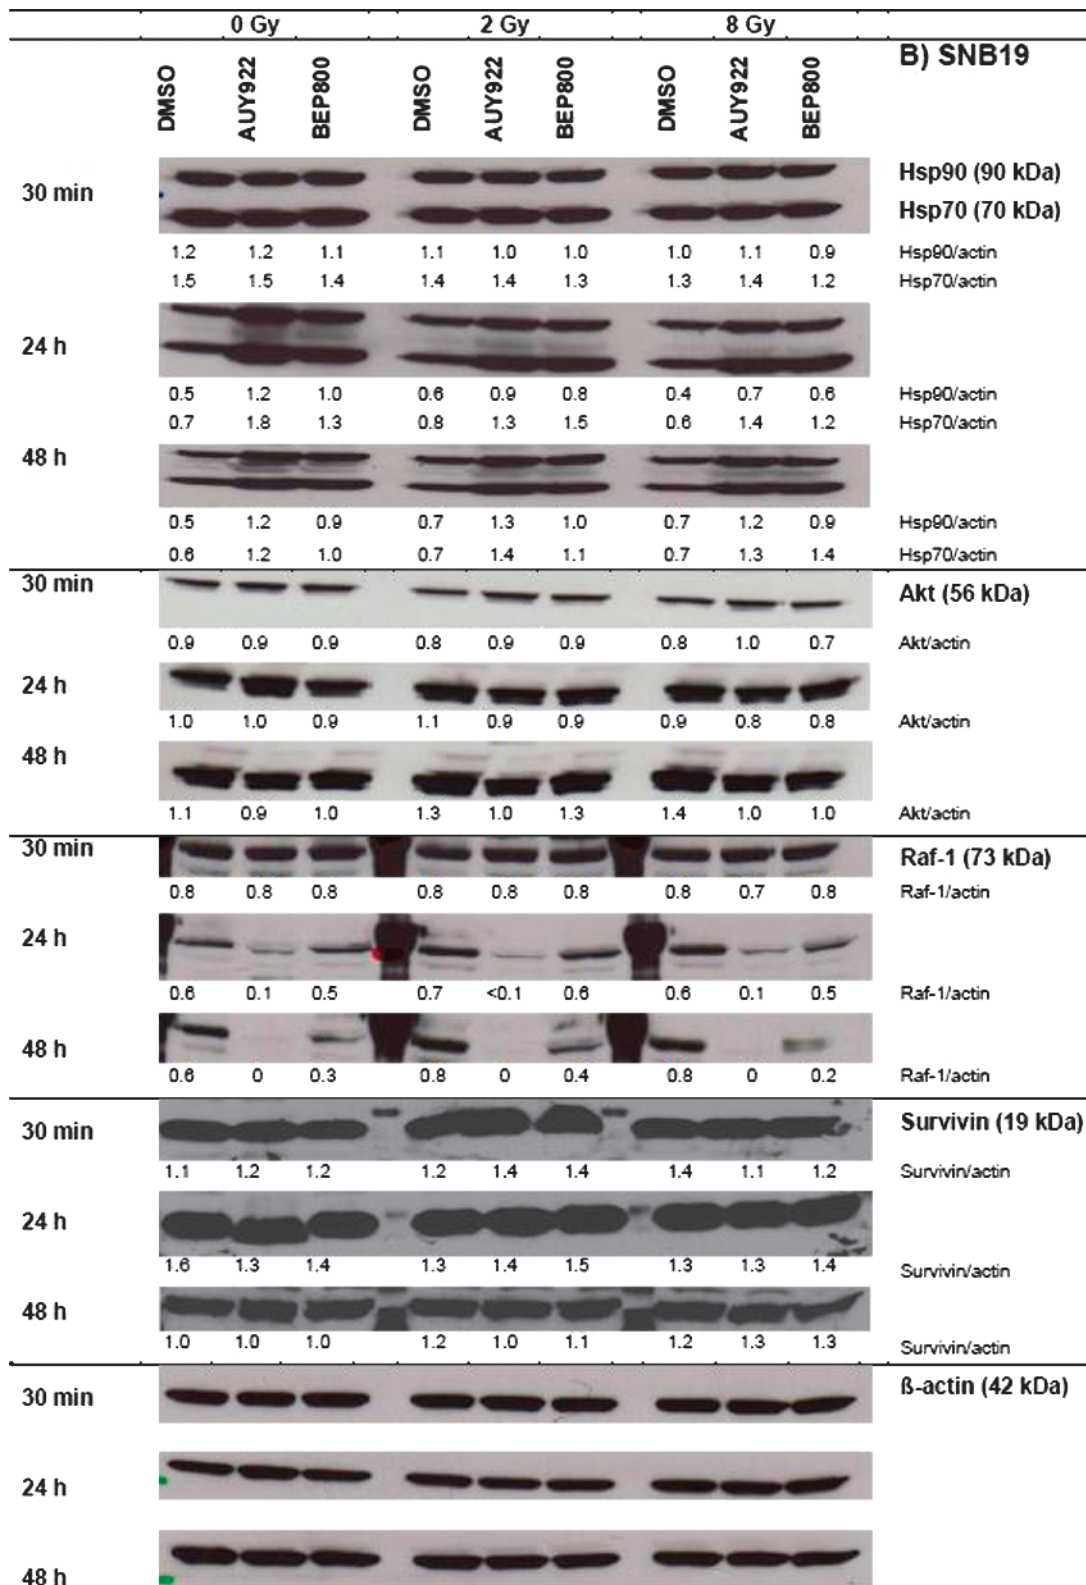 0 Gy 2 Gy 8 Gy
B) SNB19
DMSO AUY922 BEP800 DMSO AUY922 BEP800 DMSO AUY922 BEP800
30 min Hsp90 (90 kDa)
Hsp70 (70 kDa)
1.2 1.2 1.1 1.1 1.0 1.0 1.0 1.1 0.9 Hsp90/actin
1.5 1.5 1.4 1.4 1.4 1.3 1.3 1.4 1.2 Hsp70/actin
24 h
0.5 1.2 1.0 0.6 0.9 0.8 0.4 0.7 0.6 Hsp90/actin
0.7 1.8 1.3 0.8 1.3 1.5 0.6 1.4 1.2 Hsp70/actin
48 h
0.5 1.2 0.9 0.7 1.3 1.0 0.7 1.2 0.9 Hsp90/actin
0.6 1.2 1.0 0.7 1.4 1.1 0.7 1.3 1.4 Hsp70/actin
30 min Akt (56 kDa)
0.9 0.9 0.9 0.8 0.9 0.9 0.8 1.0 0.7 Akt/actin
24 h
1.0 1.0 0.9 1.1 0.9 0.9 0.9 0.8 0.8 Akt/actin
48 h
1.1 0.9 1.0 1.3 1.0 1.3 1.4 1.0 1.0 Akt/actin
30 min Raf-1 (73 kDa)
0.8 0.8 0.8 0.8 0.8 0.8 0.8 0.7 0.8 Raf-1/actin
24 h
0.6 0.1 0.5 0.7 <0.1 0.6 0.6 0.1 0.5 Raf-1/actin
48 h
0.6 0 0.3 0.8 0 0.4 0.8 0 0.2 Raf-1/actin
30 min Survivin (19 kDa)
1.1 1.2 1.2 1.2 1.4 1.4 1.4 1.1 1.2 Survivin/actin
24 h
1.6 1.3 1.4 1.3 1.4 1.5 1.3 1.3 1.4 Survivin/actin
48 h
1.0 1.0 1.0 1.2 1.0 1.1 1.2 1.3 1.3 Survivin/actin
30 min ß-actin (42 kDa)
24 h
48 h